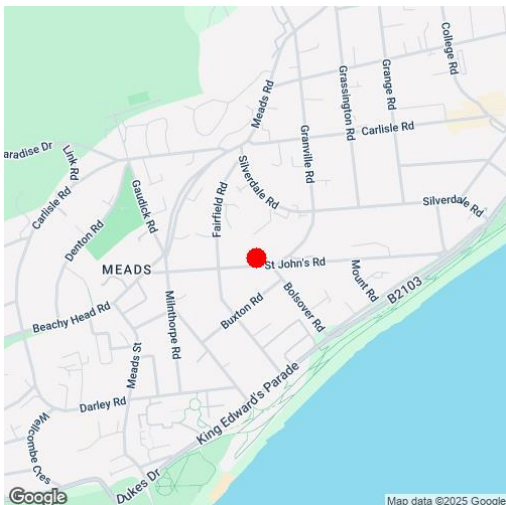 College Rd
Grange Rd
Grassington Rd
Meads Rd
Granville Rd
Carlisle Rd
aradise Dr
Link Rd
Silverdale Rd
Carlisle Rd
Gaudick Rd
Fairfield Rd
Denton Rd
Silverdale Rd
MEADS
St John's Rd
Mount Rd
B2103
Bolsover Rd
Buxton Rd
Milnthorpe Rd
Beachy Head Rd
Meads St
King Edward's Parade
Darley Rd
Wellcombe Cres
Dukes Dr
Google
Map data ©2025 Google